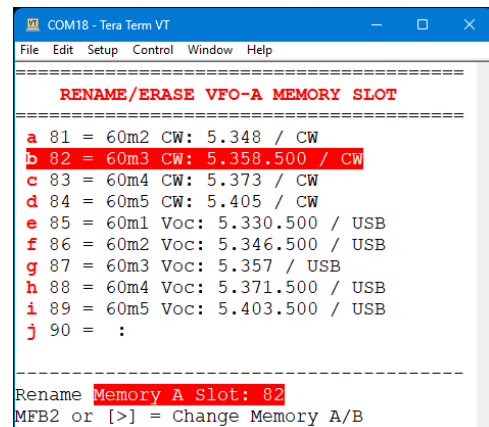 COM18 - Tera Term VT
File Edit Setup Control Window Help
==========================================
RENAME/ERASE VFO-A MEMORY SLOT
==========================================
a 81 = 60m2 CW: 5.348 / CW
b 82 = 60m3 CW: 5.358.500 / CW
c 83 = 60m4 CW: 5.373 / CW
d 84 = 60m5 CW: 5.405 / CW
e 85 = 60m1 Voc: 5.330.500 / USB
f 86 = 60m2 Voc: 5.346.500 / USB
g 87 = 60m3 Voc: 5.357 / USB
h 88 = 60m4 Voc: 5.371.500 / USB
i 89 = 60m5 Voc: 5.403.500 / USB
j 90 =  :
------------------------------------------
Rename Memory A Slot: 82
MFB2 or [>] = Change Memory A/B